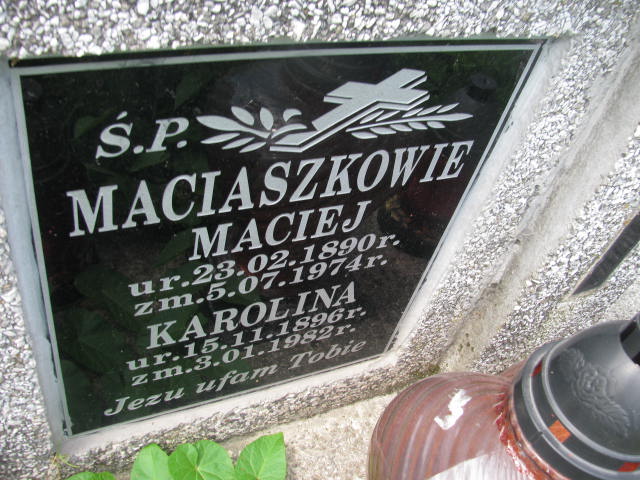 Ś.P.
MACIASZKOWIE
MACIEJ
ur.23.02.1890r.
zm.5.07.1974r.
KAROLINA
ur.15.11.1896r.
zm.3.01.1982r.
Jezu ufam Tobie